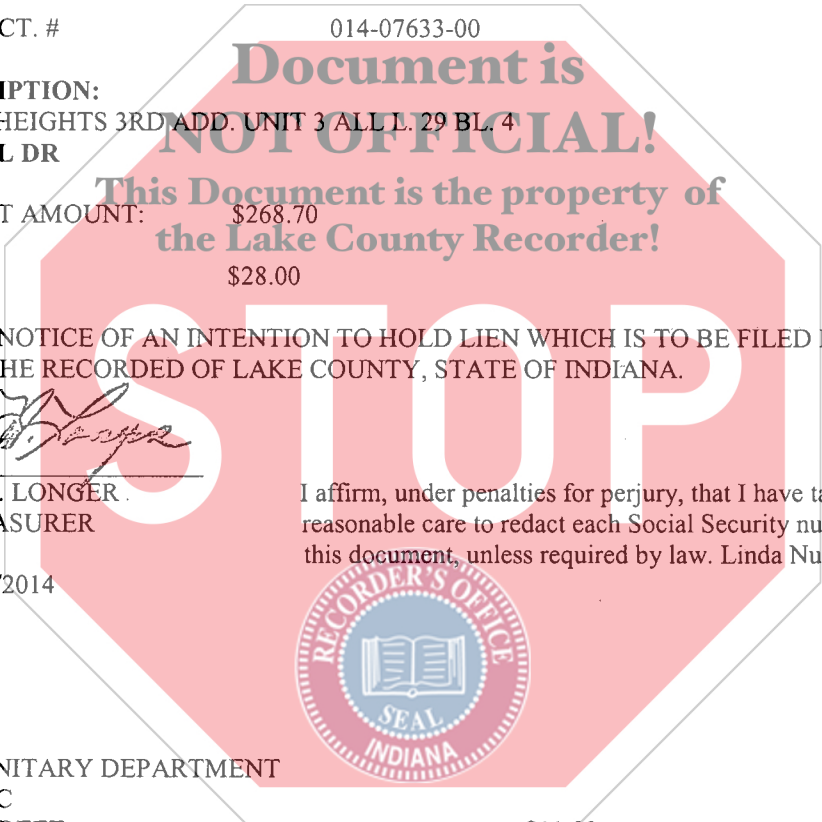 CT. # 014-07633-00
Document is
IPTION:
HEIGHTS 3RD ADD. UNIT 3 ALL L. 29 BL. 4
NOT OFFICIAL!
L DR
This Document is the property of
T AMOUNT: $268.70
the Lake County Recorder!
$28.00
STOP
NOTICE OF AN INTENTION TO HOLD LIEN WHICH IS TO BE FILED
HE RECORDED OF LAKE COUNTY, STATE OF INDIANA.
. LONGER
ASURER
I affirm, under penalties for perjury, that I have ta
reasonable care to redact each Social Security nu
this document, unless required by law. Linda Nu
/2014
RECORDER'S OFFICE
SEAL
INDIANA
NITARY DEPARTMENT
C